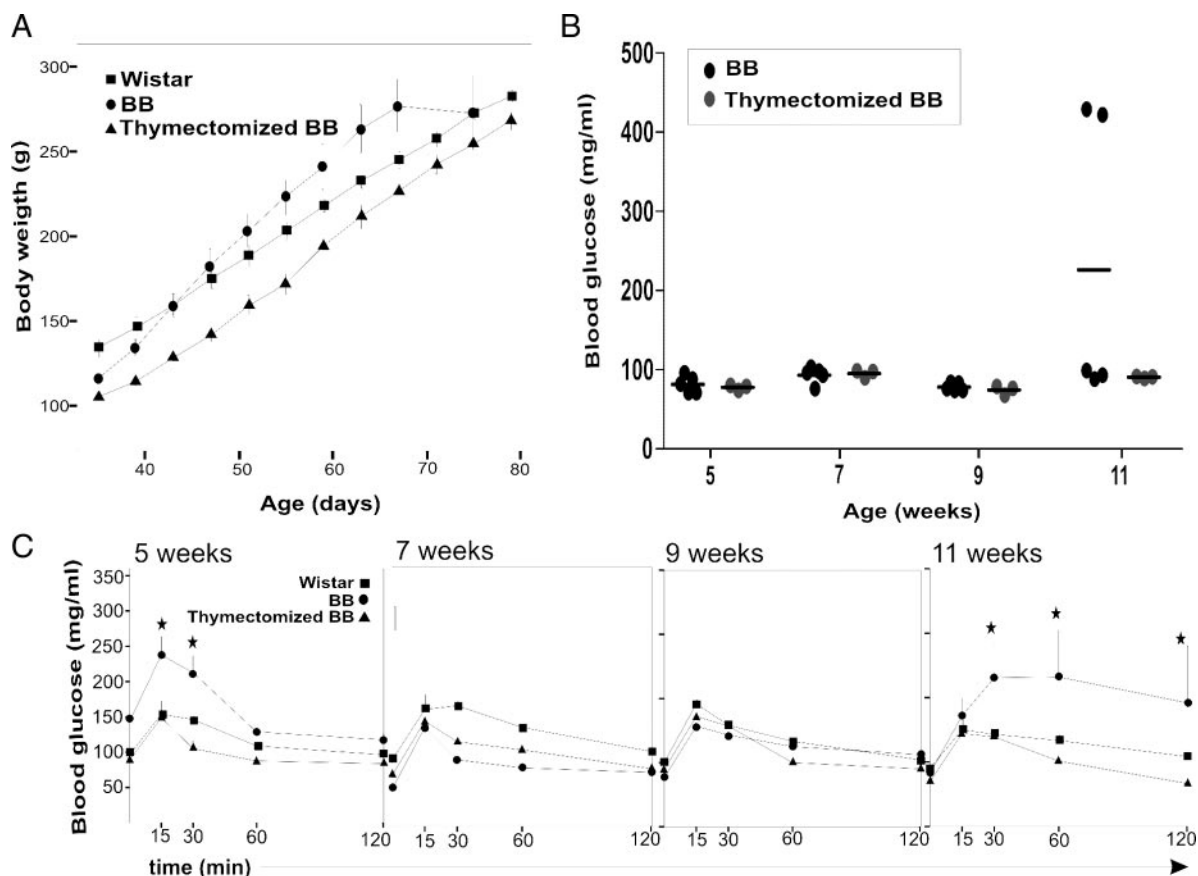 A
Body weigth (g)
300
250
200
150
100
Wistar
BB
Thymectomized BB
40 50 60 70 80
Age (days)
B
Blood glucose (mg/ml)
500
400
300
200
100
0
BB
Thymectomized BB
5 7 9 11
Age (weeks)
C
5 weeks 7 weeks 9 weeks 11 weeks
Blood glucose (mg/ml)
350
300
250
200
150
100
50
Wistar
BB
Thymectomized BB
15 30 60 120 15 30 60 120 15 30 60 120 15 30 60 120
time (min)